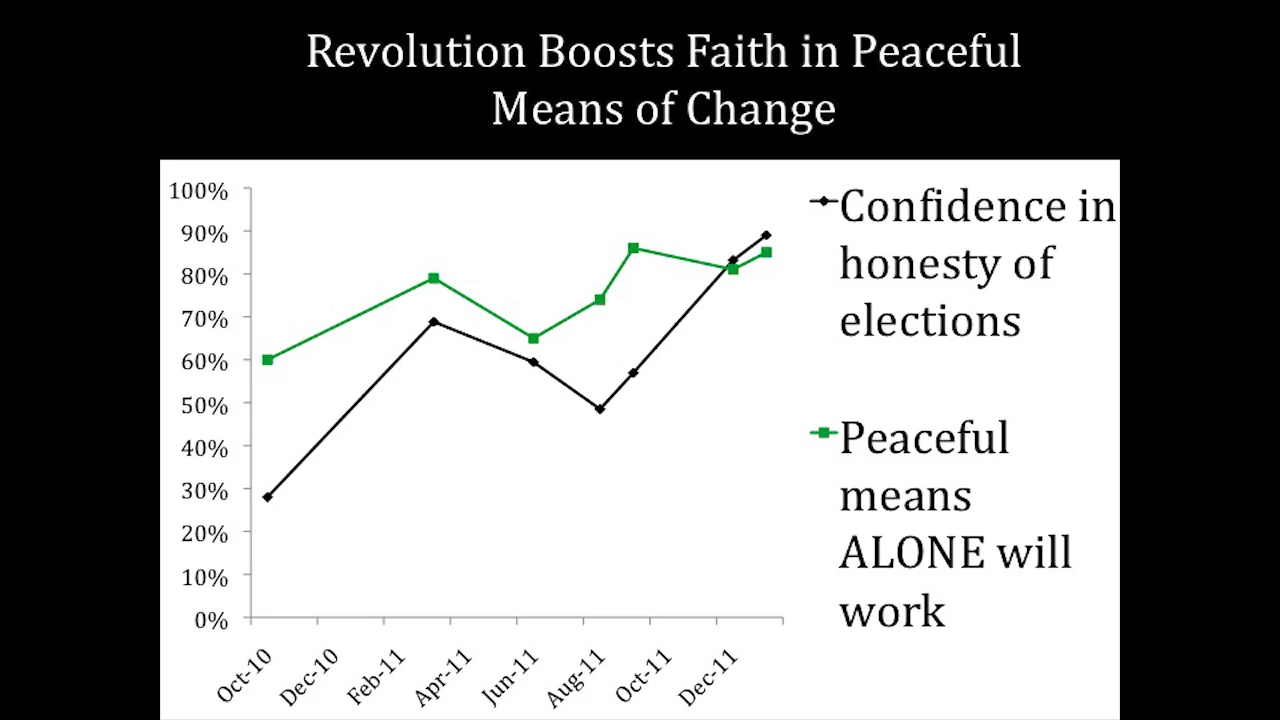 Revolution Boosts Faith in Peaceful
Means of Change
100%
90%
80%
70%
60%
50%
40%
30%
20%
10%
0%
Oct-10
Dec-10
Feb-11
Apr-11
Jun-11
Aug-11
Oct-11
Dec-11
Confidence in
honesty of
elections
Peaceful
means
ALONE will
work